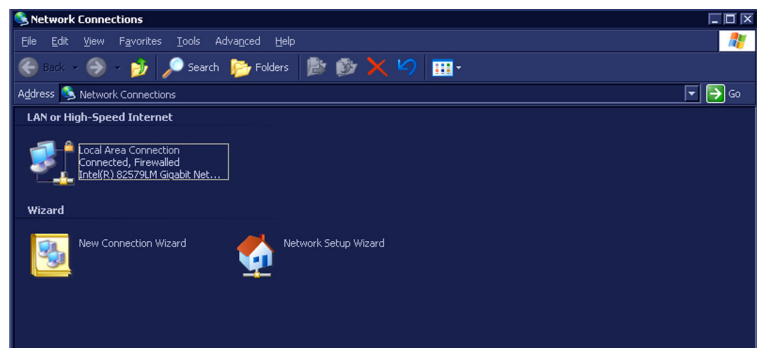 Network Connections
File Edit View Favorites Tools Advanced Help
Back Search Folders
Address Network Connections Go
LAN or High-Speed Internet
Local Area Connection
Connected, Firewalled
Intel(R) 82579LM Gigabit Net...
Wizard
New Connection Wizard Network Setup Wizard